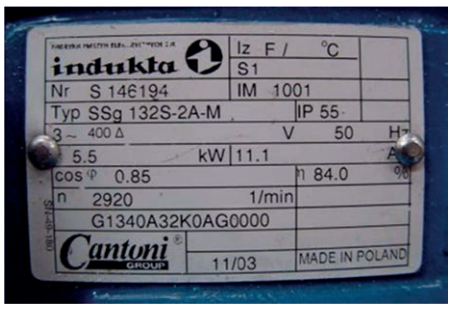 indukta
Iz F / °C
S1
Nr S 146194 IM 1001
Typ SSg 132S-2A-M IP 55
3~ 400 Δ V 50 Hz
5.5 kW 11.1 A
cos φ 0.85 η 84.0 %
n 2920 1/min
G1340A32K0AG0000
Cantoni®
GROUP
11/03 MADE IN POLAND